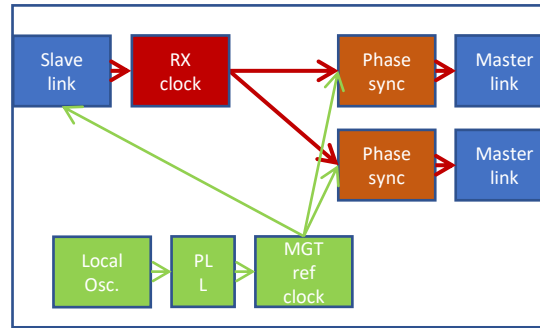 Slave
link
RX
clock
Phase
sync
Master
link
Phase
sync
Master
link
Local
Osc.
PL
L
MGT
ref
clock